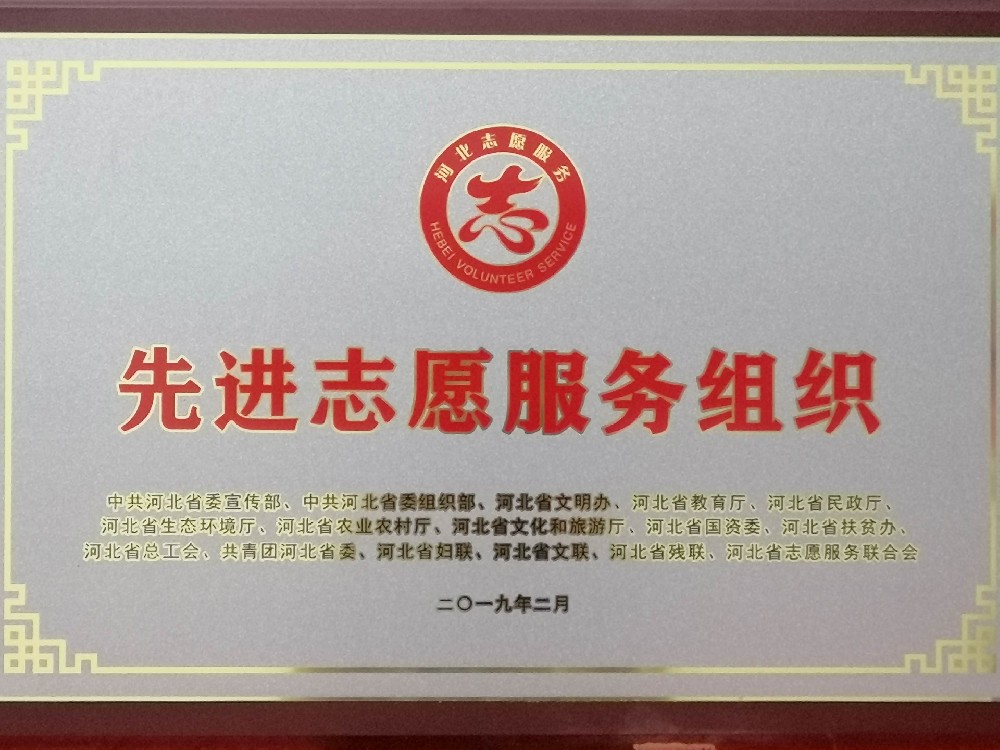 河北志愿服务
志
HEBEI VOLUNTEER SERVICE
先进志愿服务组织
中共河北省委宣传部、中共河北省委组织部、河北省文明办、河北省教育厅、河北省民政厅、
河北省生态环境厅、河北省农业农村厅、河北省文化和旅游厅、河北省国资委、河北省扶贫办、
河北省总工会、共青团河北省委、河北省妇联、河北省文联、河北省残联、河北省志愿服务联合会
二〇一九年二月